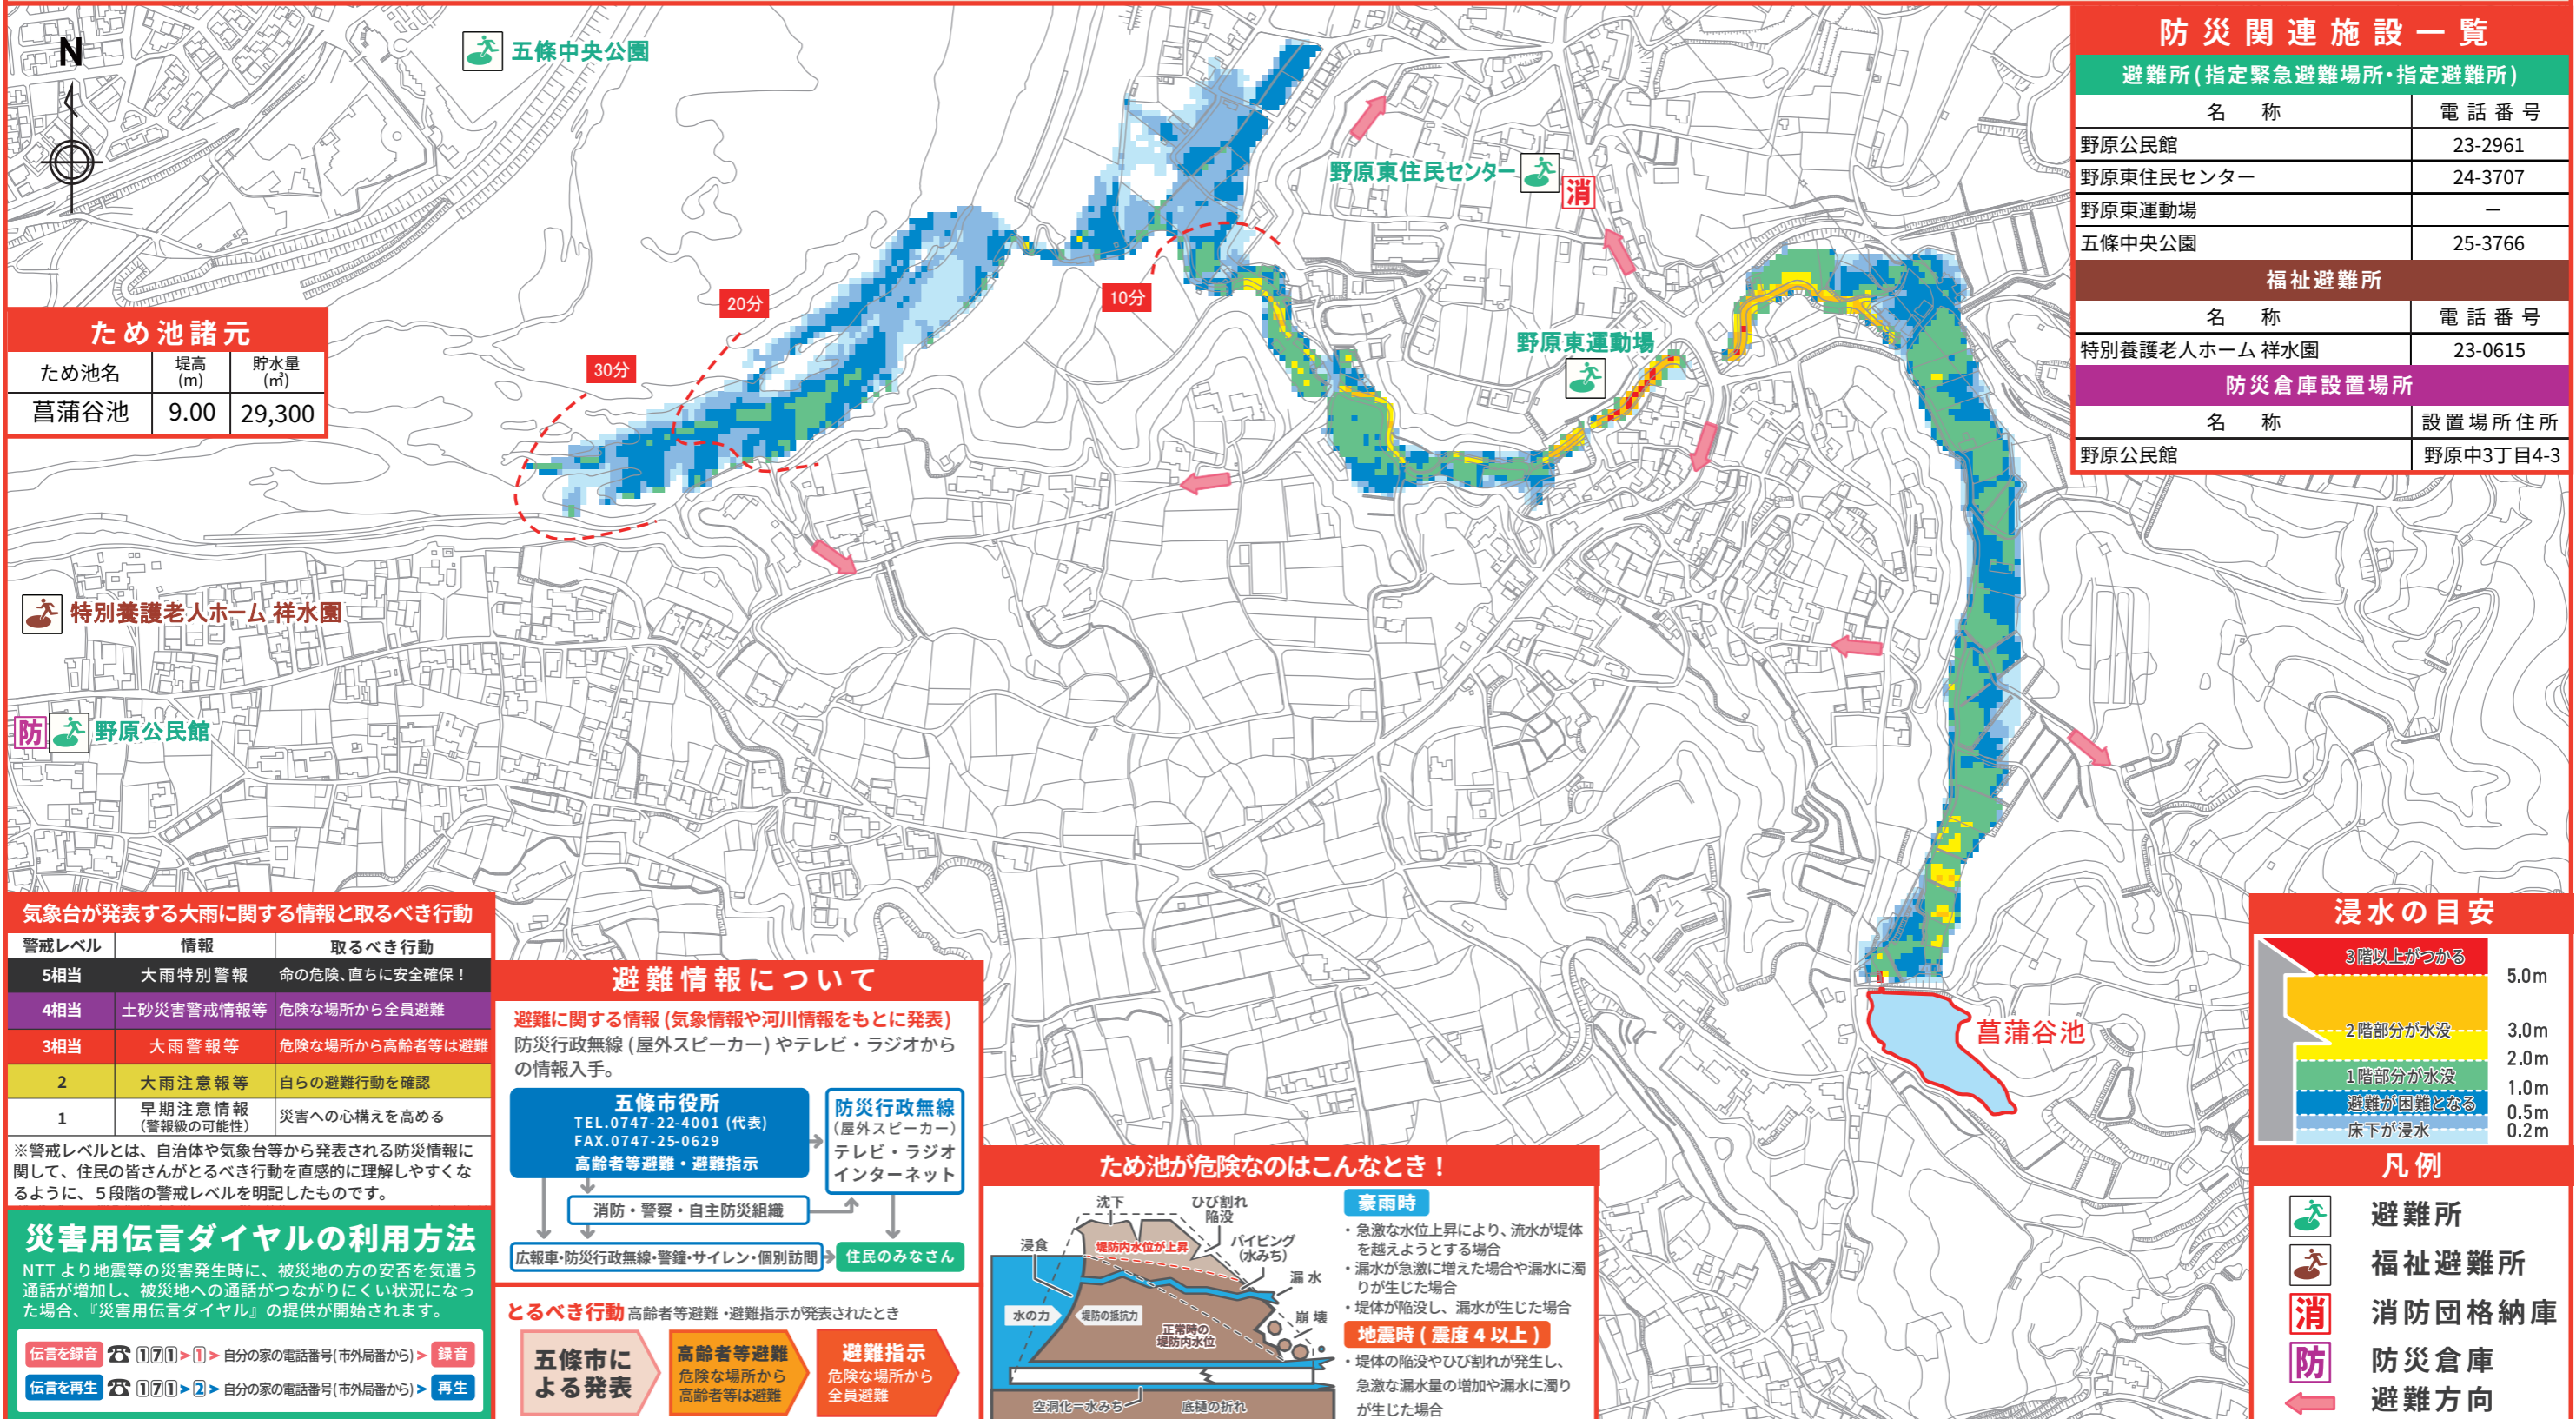 N
五條中央公園
野原東住民センター
消
10分
20分
30分
野原東運動場
特別養護老人ホーム 祥水園
防
野原公民館
菖蒲谷池
ため池諸元
ため池名 堤高(m) 貯水量(㎥)
菖蒲谷池 9.00 29,300
防災関連施設一覧
避難所(指定緊急避難場所・指定避難所)
名 称 電話番号
野原公民館 23-2961
野原東住民センター 24-3707
野原東運動場 －
五條中央公園 25-3766
福祉避難所
名 称 電話番号
特別養護老人ホーム 祥水園 23-0615
防災倉庫設置場所
名 称 設置場所住所
野原公民館 野原中3丁目4-3
気象台が発表する大雨に関する情報と取るべき行動
警戒レベル 情報 取るべき行動
5相当 大雨特別警報 命の危険、直ちに安全確保！
4相当 土砂災害警戒情報等 危険な場所から全員避難
3相当 大雨警報等 危険な場所から高齢者等は避難
2 大雨注意報等 自らの避難行動を確認
1 早期注意情報(警報級の可能性) 災害への心構えを高める
※警戒レベルとは、自治体や気象台等から発表される防災情報に
関して、住民の皆さんがとるべき行動を直感的に理解しやすくな
るように、５段階の警戒レベルを明記したものです。
災害用伝言ダイヤルの利用方法
NTT より地震等の災害発生時に、被災地の方の安否を気遣う
通話が増加し、被災地への通話がつながりにくい状況になっ
た場合、『災害用伝言ダイヤル』の提供が開始されます。
伝言を録音 ☎ 171>1> 自分の家の電話番号(市外局番から) > 録音
伝言を再生 ☎ 171>2> 自分の家の電話番号(市外局番から) > 再生
避難情報について
避難に関する情報 (気象情報や河川情報をもとに発表)
防災行政無線 (屋外スピーカー) やテレビ・ラジオから
の情報入手。
五條市役所
TEL.0747-22-4001 (代表)
FAX.0747-25-0629
高齢者等避難・避難指示
防災行政無線
(屋外スピーカー)
テレビ・ラジオ
インターネット
消防・警察・自主防災組織
広報車・防災行政無線・警鐘・サイレン・個別訪問
住民のみなさん
とるべき行動 高齢者等避難・避難指示が発表されたとき
五條市に
よる発表
高齢者等避難
危険な場所から
高齢者等は避難
避難指示
危険な場所から
全員避難
ため池が危険なのはこんなとき！
沈下
ひび割れ
陥没
浸食
堤防内水位が上昇
パイピング
(水みち)
漏 水
水の力
堤防の抵抗力
正常時の
堤防内水位
崩 壊
空洞化＝水みち
底樋の折れ
豪雨時
・急激な水位上昇により、流水が堤体
を越えようとする場合
・漏水が急激に増えた場合や漏水に濁
りが生じた場合
・堤体が陥没し、漏水が生じた場合
地震時 ( 震度 4 以上 )
・堤体の陥没やひび割れが発生し、
急激な漏水量の増加や漏水に濁り
が生じた場合
浸水の目安
3階以上がつかる
5.0m
2階部分が水没
3.0m
2.0m
1階部分が水没
1.0m
避難が困難となる
0.5m
床下が浸水
0.2m
凡例
避難所
福祉避難所
消 消防団格納庫
防 防災倉庫
避難方向